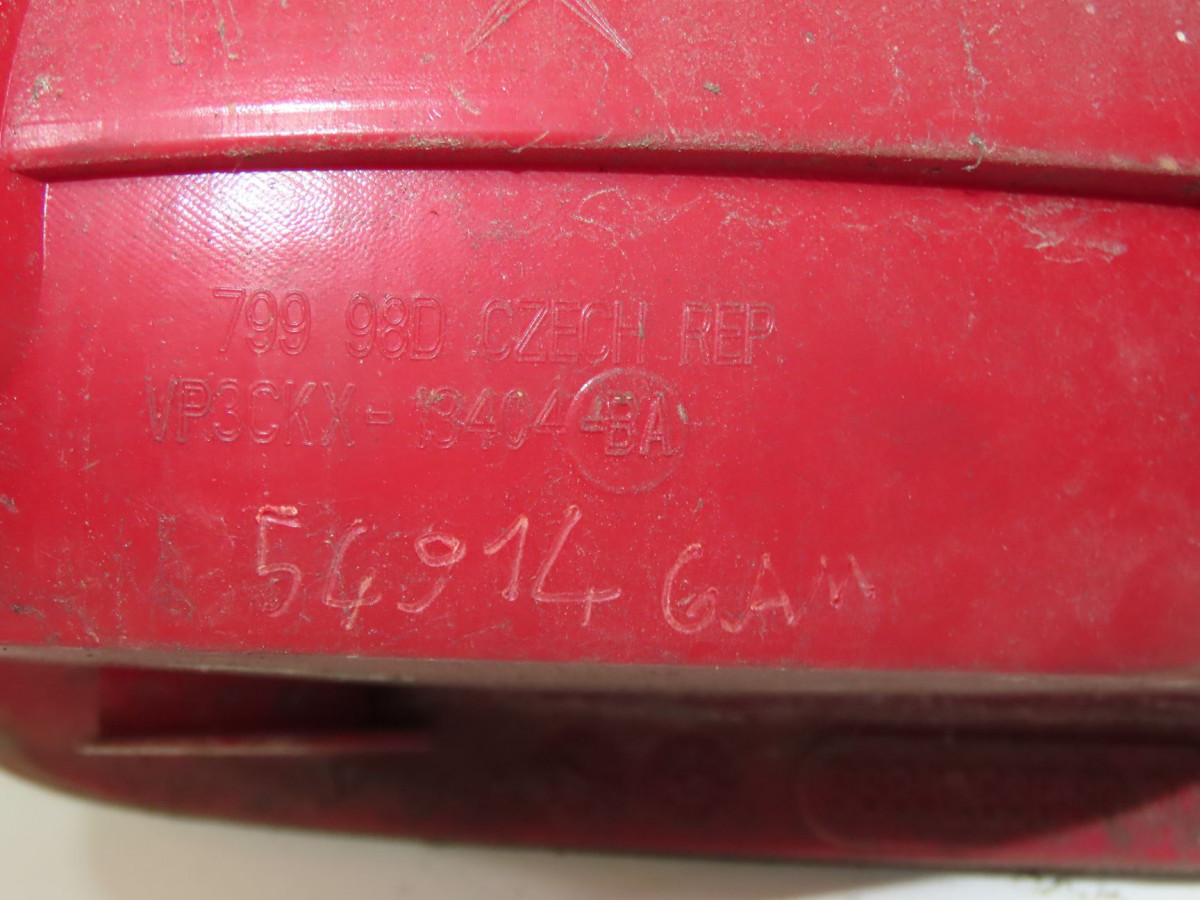 799 98D CZECH REP
VP3CKX-13404-BA
54914 GAM